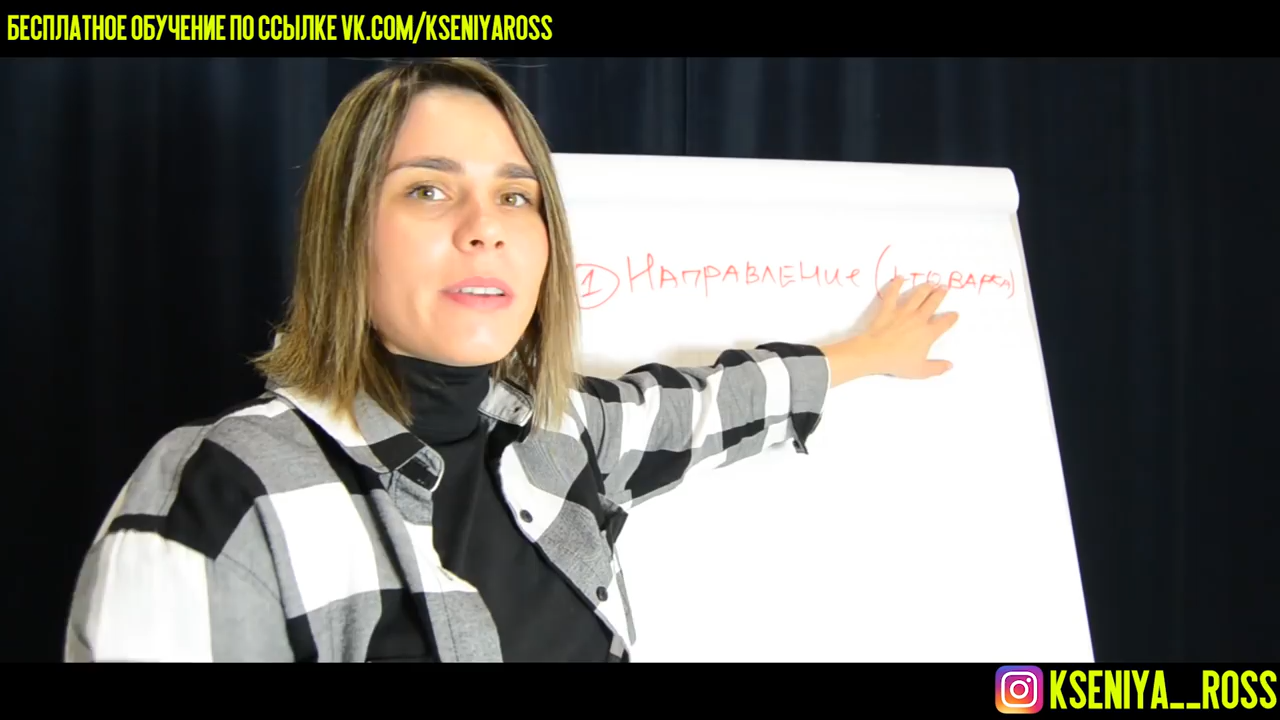 БЕСПЛАТНОЕ ОБУЧЕНИЕ ПО ССЫЛКЕ VK.COM/KSENIYAROSS
1 НАПРАВЛЕНИЕ (
KSENIYA__ROSS